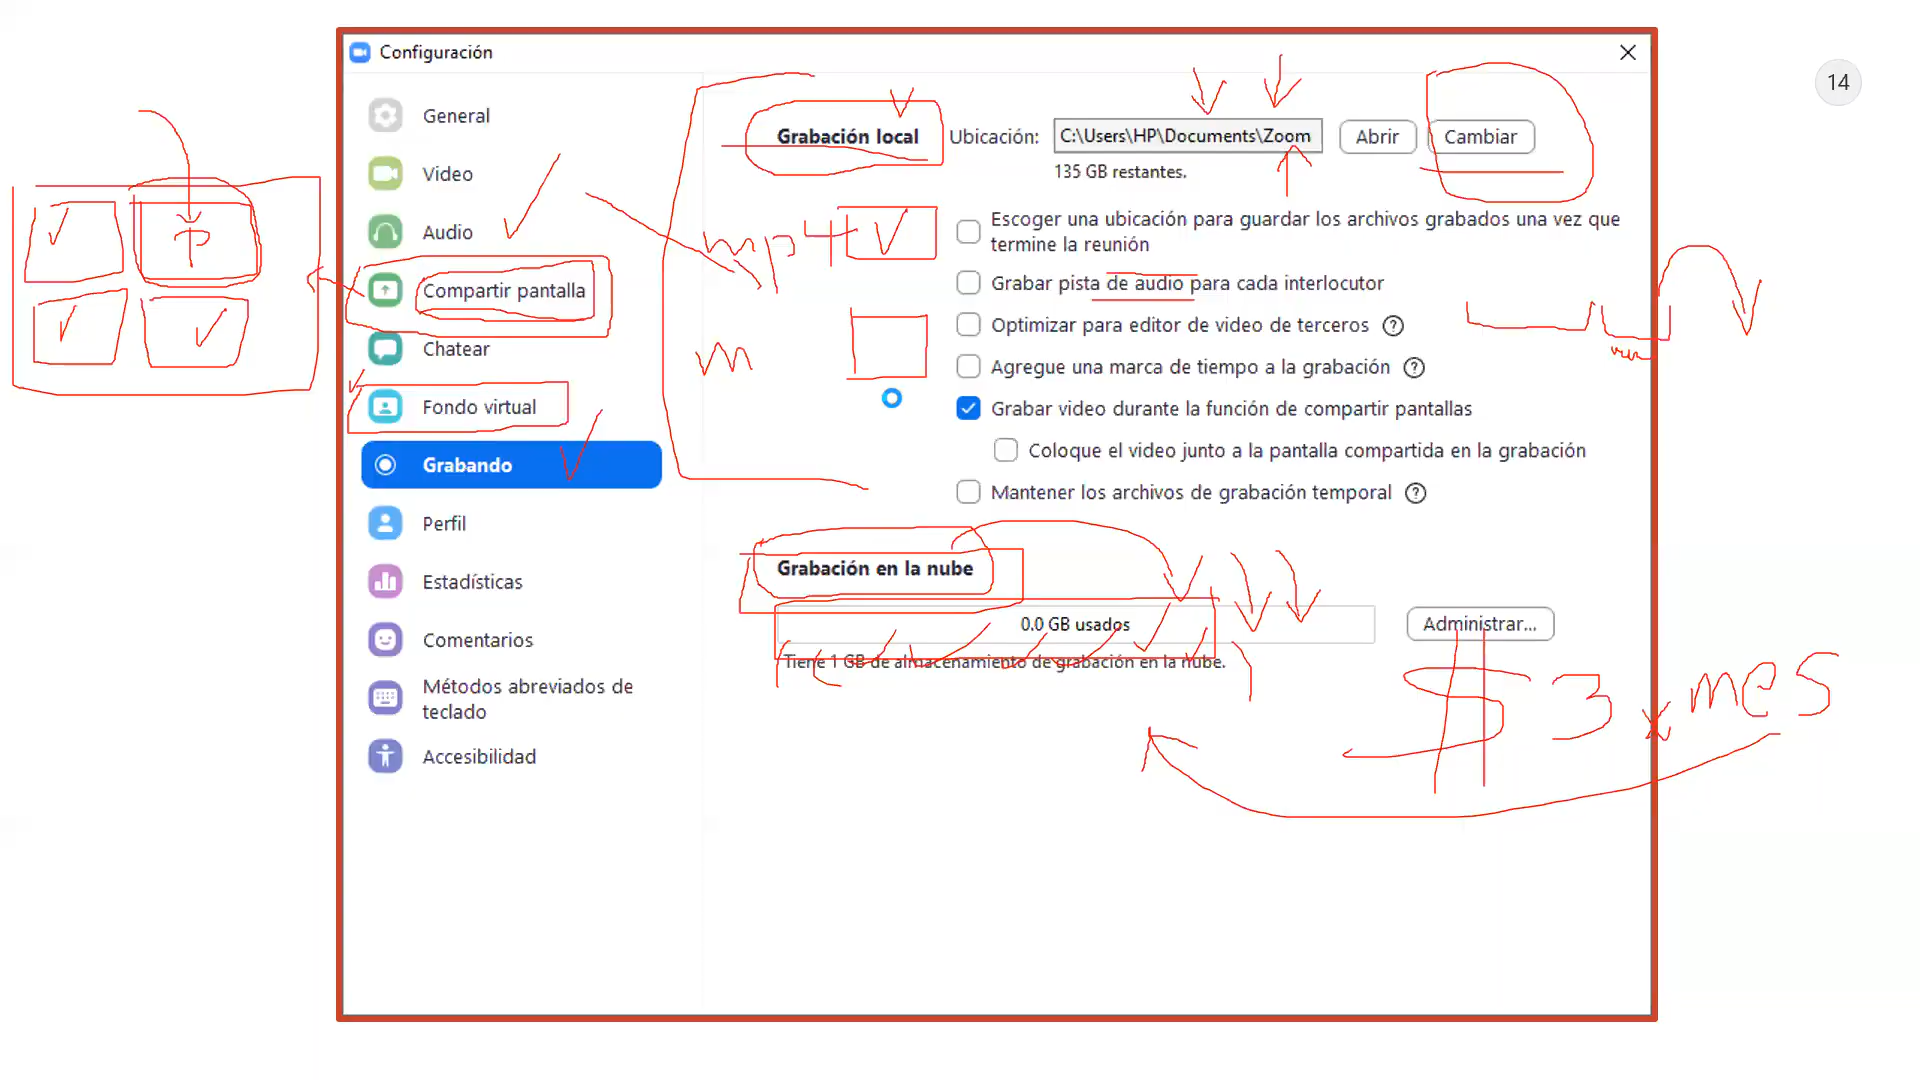 Configuración
14
General
Video
Audio
Compartir pantalla
Chatear
Fondo virtual
Grabando
Perfil
Estadísticas
Comentarios
Métodos abreviados de
teclado
Accesibilidad
Grabación local Ubicación: C:\Users\HP\Documents\Zoom Abrir Cambiar
135 GB restantes.
mp4
Escoger una ubicación para guardar los archivos grabados una vez que
termine la reunión
Grabar pista de audio para cada interlocutor
Optimizar para editor de video de terceros ?
m
Agregue una marca de tiempo a la grabación ?
Grabar video durante la función de compartir pantallas
Coloque el video junto a la pantalla compartida en la grabación
Mantener los archivos de grabación temporal ?
Grabación en la nube
0.0 GB usados Administrar...
Tiene 1 GB de almacenamiento de grabación en la nube.
$3 x mes